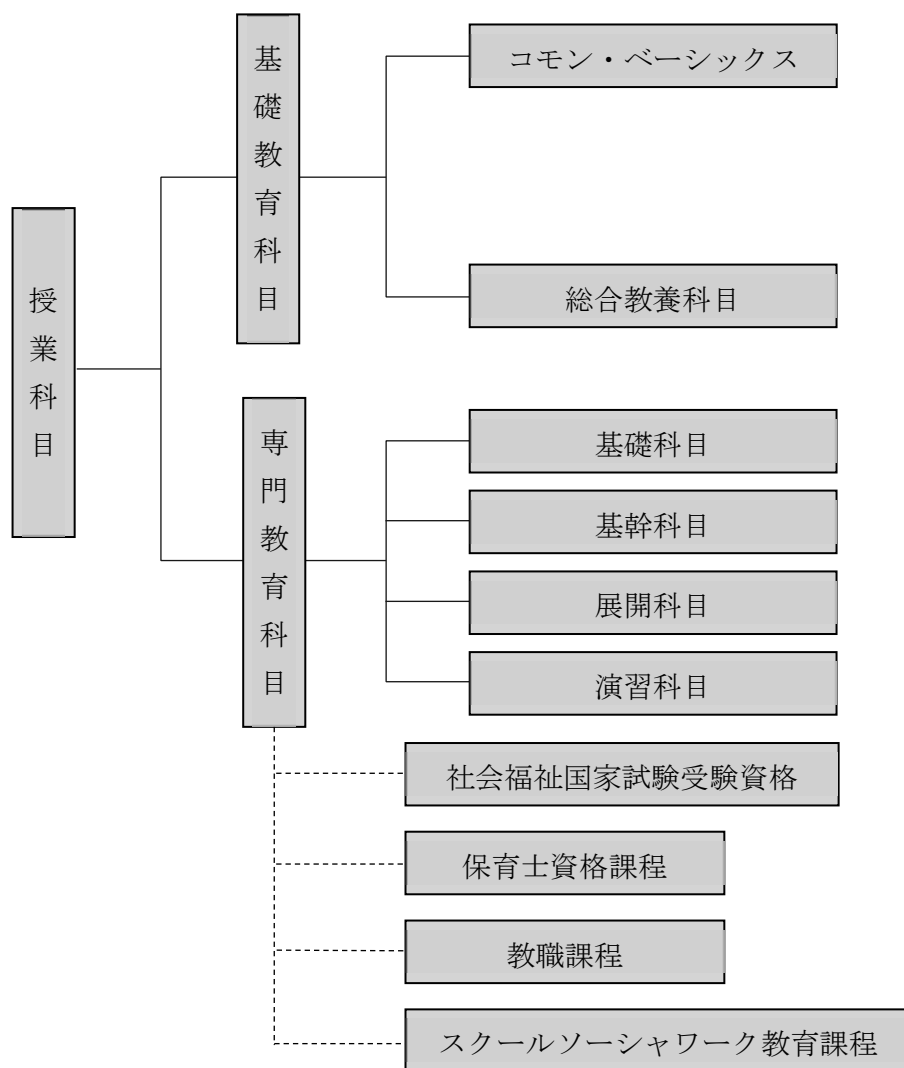 授業科目
基礎教育科目
コモン・ベーシックス
総合教養科目
専門教育科目
基礎科目
基幹科目
展開科目
演習科目
社会福祉国家試験受験資格
保育士資格課程
教職課程
スクールソーシャワーク教育課程